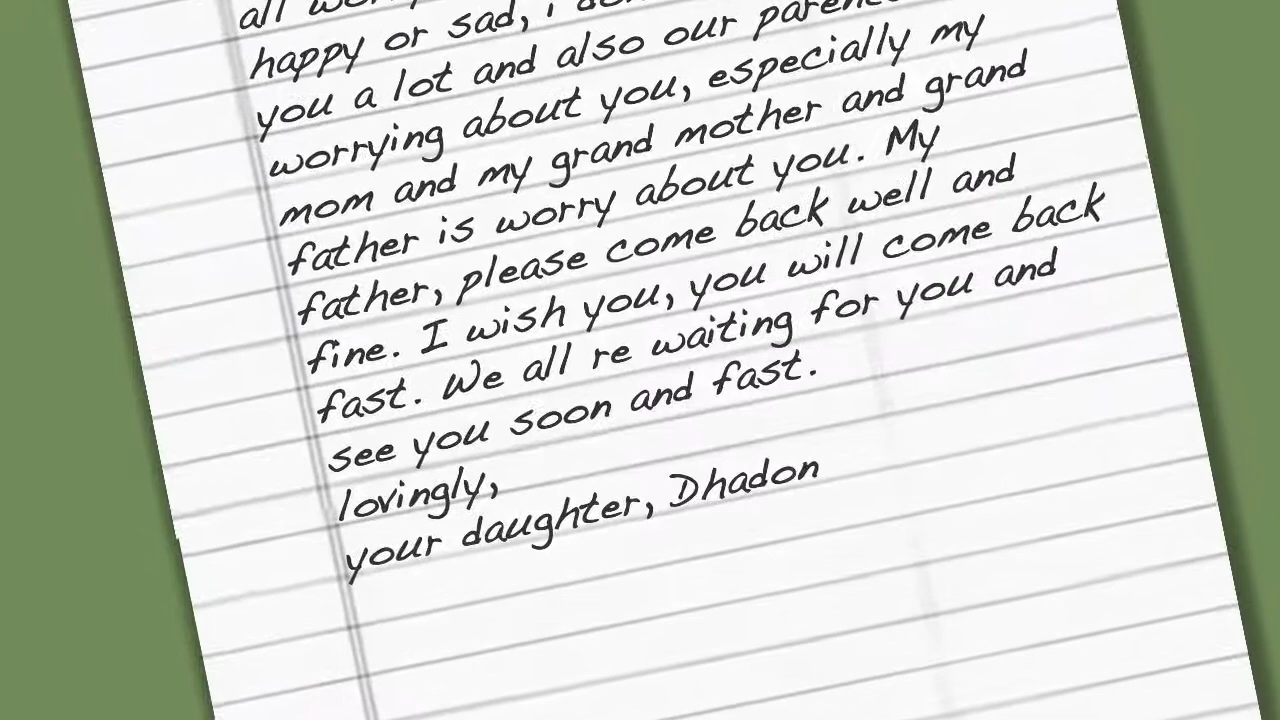 all
happy or sad, i
you a lot and also our
worrying about you, especially my
mom and my grand mother and grand
father is worry about you. My
father, please come back well and
fine. I wish you, you will come back
fast. We all re waiting for you and
see you soon and fast.
lovingly,
your daughter, Dhadon